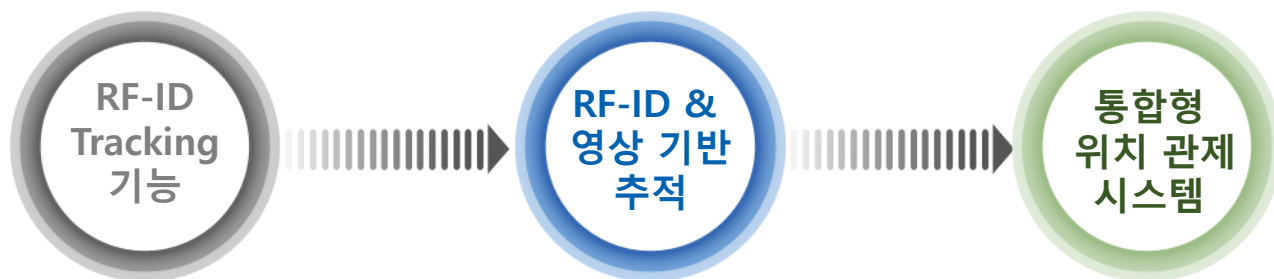 RF-ID
Tracking
기능
RF-ID &
영상 기반
추적
통합형
위치 관제
시스템